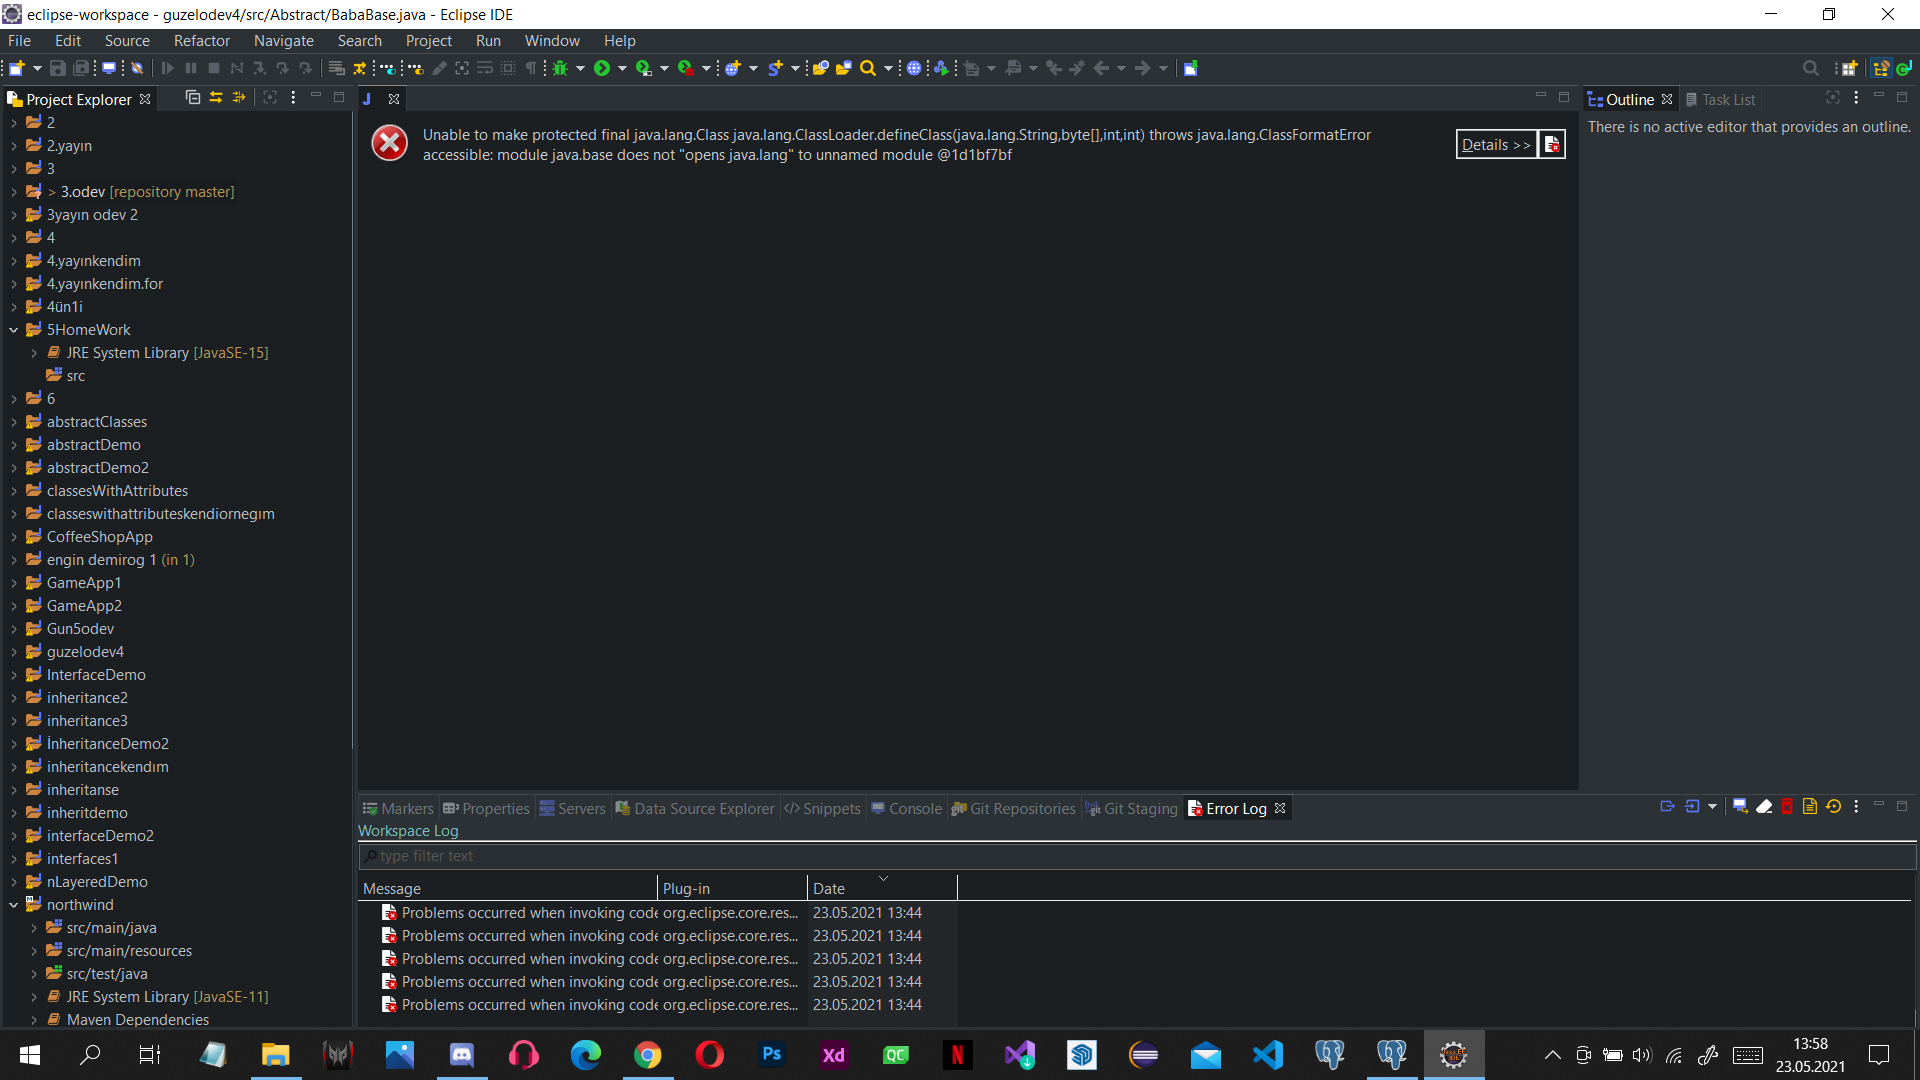 eclipse-workspace - guzelodev4/src/Abstract/BabaBase.java - Eclipse IDE
File Edit Source Refactor Navigate Search Project Run Window Help
Project Explorer
2
2.yayın
3
> 3.odev [repository master]
3yayın odev 2
4
4.yayınkendim
4.yayınkendim.for
4ün1i
5HomeWork
JRE System Library [JavaSE-15]
src
6
abstractClasses
abstractDemo
abstractDemo2
classesWithAttributes
classeswithattributeskendiornegım
CoffeeShopApp
engin demirog 1 (in 1)
GameApp1
GameApp2
Gun5odev
guzelodev4
InterfaceDemo
inheritance2
inheritance3
İnheritanceDemo2
inheritancekendım
inheritanse
inheritdemo
interfaceDemo2
interfaces1
nLayeredDemo
northwind
src/main/java
src/main/resources
src/test/java
JRE System Library [JavaSE-11]
Maven Dependencies
Unable to make protected final java.lang.Class java.lang.ClassLoader.defineClass(java.lang.String,byte[],int,int) throws java.lang.ClassFormatError
accessible: module java.base does not "opens java.lang" to unnamed module @1d1bf7bf
Details >>
Outline Task List
There is no active editor that provides an outline.
Markers Properties Servers Data Source Explorer Snippets Console Git Repositories Git Staging Error Log
Workspace Log
type filter text
Message Plug-in Date
Problems occurred when invoking code org.eclipse.core.res... 23.05.2021 13:44
Problems occurred when invoking code org.eclipse.core.res... 23.05.2021 13:44
Problems occurred when invoking code org.eclipse.core.res... 23.05.2021 13:44
Problems occurred when invoking code org.eclipse.core.res... 23.05.2021 13:44
Problems occurred when invoking code org.eclipse.core.res... 23.05.2021 13:44
Ps Xd QC N
13:58
23.05.2021